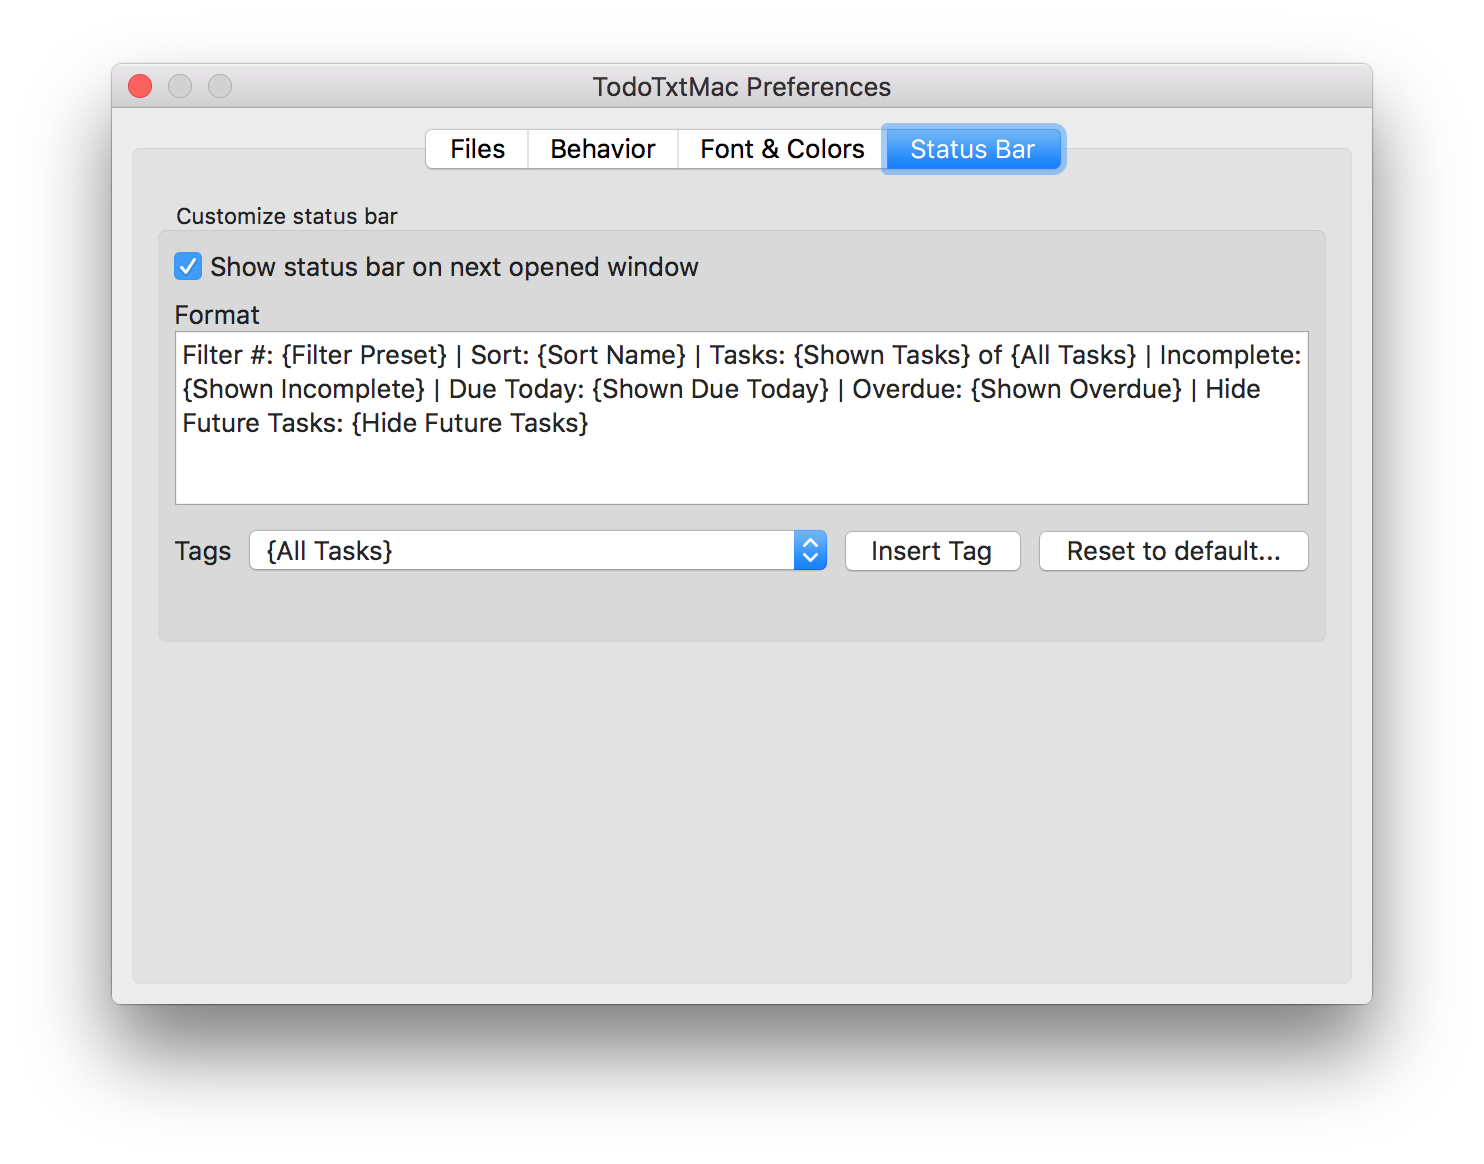 TodoTxtMac Preferences
Files
Behavior
Font & Colors
Status Bar
Customize status bar
Show status bar on next opened window
Format
Filter #: {Filter Preset} | Sort: {Sort Name} | Tasks: {Shown Tasks} of {All Tasks} | Incomplete:
{Shown Incomplete} | Due Today: {Shown Due Today} | Overdue: {Shown Overdue} | Hide
Future Tasks: {Hide Future Tasks}
Tags
{All Tasks}
Insert Tag
Reset to default...